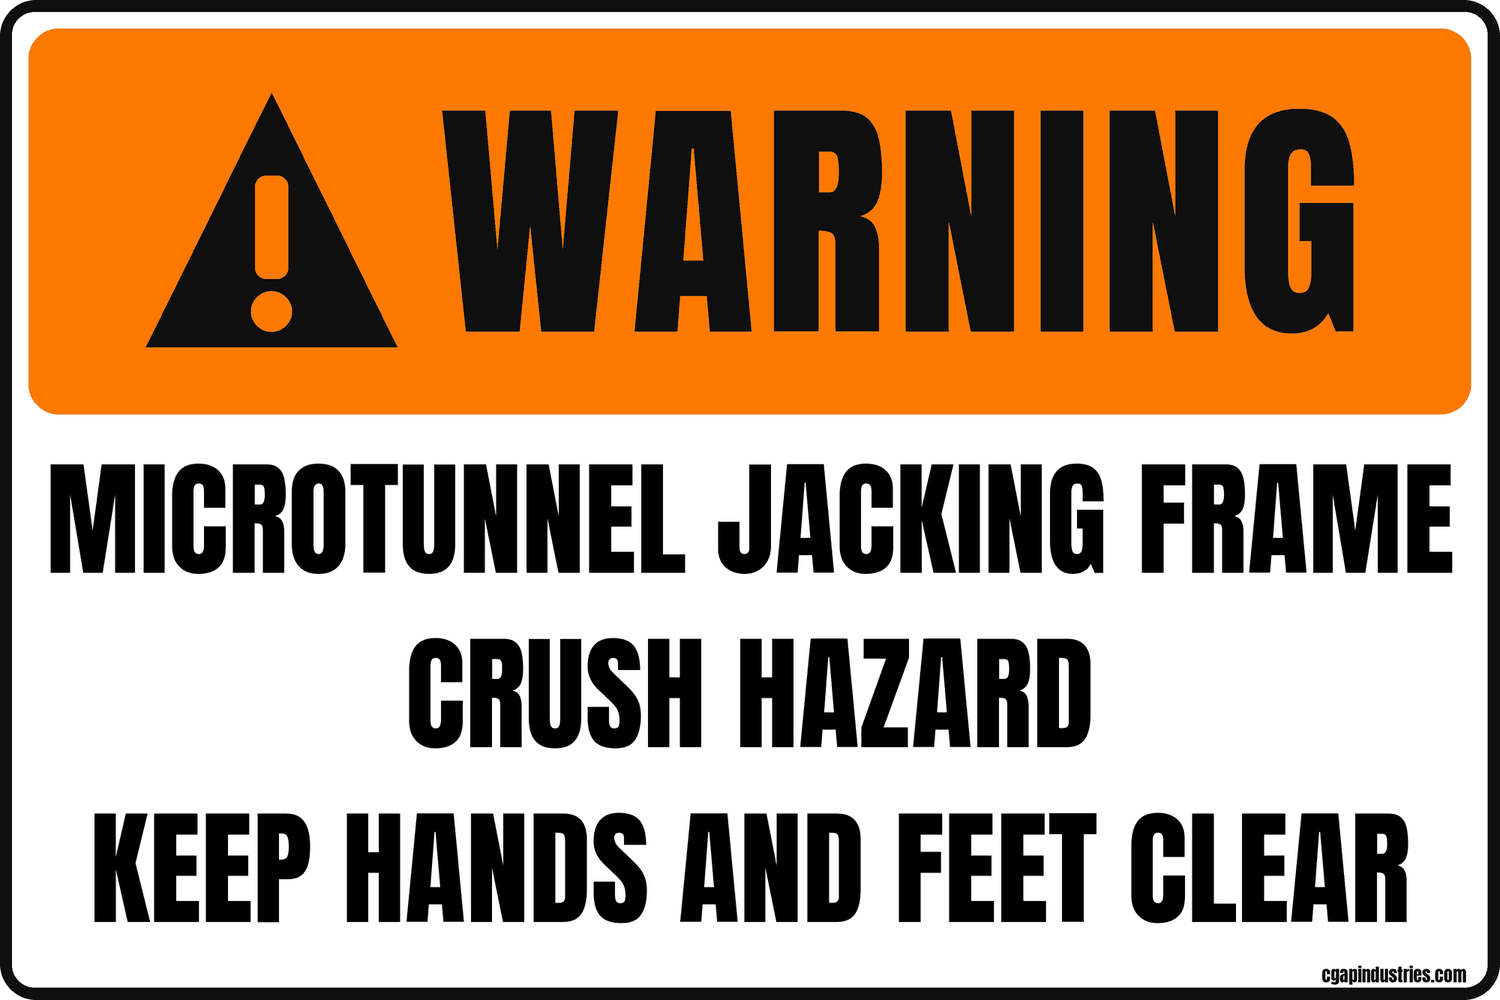 WARNING
MICROTUNNEL JACKING FRAME
CRUSH HAZARD
KEEP HANDS AND FEET CLEAR
cgapindustries.com